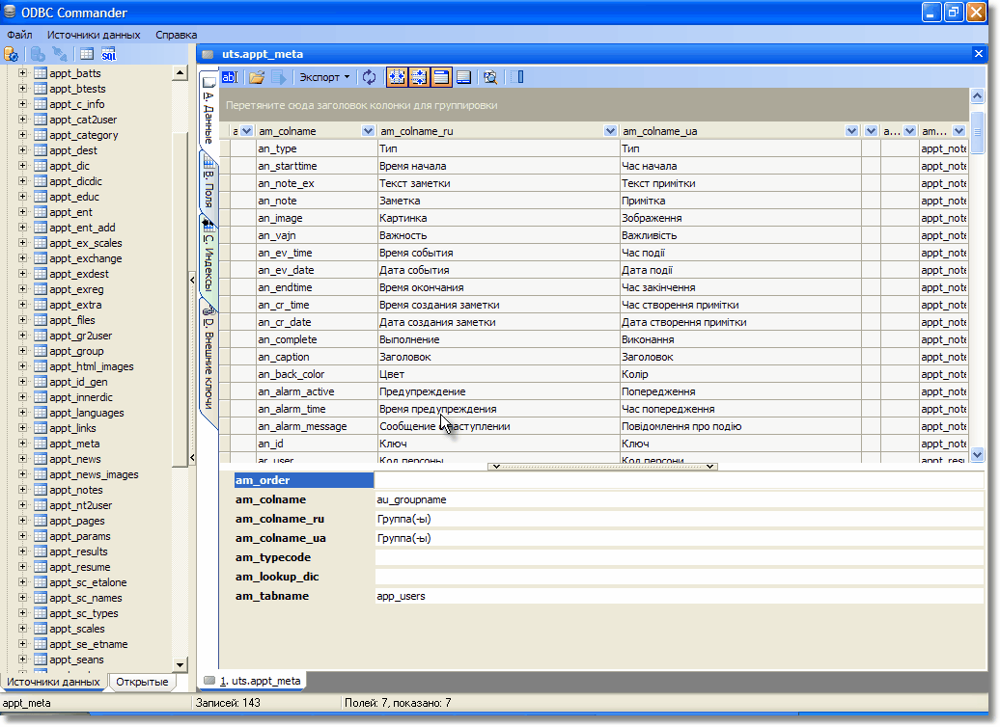 ODBC Commander
Файл Источники данных Справка
uts.appt_meta
Экспорт
Перетяните сюда заголовок колонки для группировки
А. Данные
В. Поля
С. Индексы
D. Внешние ключи
appt_batts
appt_btests
appt_c_info
appt_cat2user
appt_category
appt_dest
appt_dic
appt_dicdic
appt_educ
appt_ent
appt_ent_add
appt_ex_scales
appt_exchange
appt_exdest
appt_exreg
appt_extra
appt_files
appt_gr2user
appt_group
appt_html_images
appt_id_gen
appt_innerdic
appt_languages
appt_links
appt_meta
appt_news
appt_news_images
appt_notes
appt_nt2user
appt_pages
appt_params
appt_results
appt_resume
appt_sc_etalone
appt_sc_names
appt_sc_types
appt_scales
appt_se_etname
appt_seans
a am_colname am_colname_ru am_colname_ua a... am...
an_type Тип Тип appt_note
an_starttime Время начала Час начала appt_note
an_note_ex Текст заметки Текст примітки appt_note
an_note Заметка Примітка appt_note
an_image Картинка Зображення appt_note
an_vajn Важность Важливість appt_note
an_ev_time Время события Час події appt_note
an_ev_date Дата события Дата події appt_note
an_endtime Время окончания Час закінчення appt_note
an_cr_time Время создания заметки Час створення примітки appt_note
an_cr_date Дата создания заметки Дата створення примітки appt_note
an_complete Выполнение Виконання appt_note
an_caption Заголовок Заголовок appt_note
an_back_color Цвет Колір appt_note
an_alarm_active Предупреждение Попередження appt_note
an_alarm_time Время предупреждения Час попередження appt_note
an_alarm_message Сообщение наступлении Повідомлення про подію appt_note
an_id Ключ Ключ appt_note
ar_user Код персоны Код персони appt_resu
am_order
am_colname au_groupname
am_colname_ru Группа(-ы)
am_colname_ua Группа(-ы)
am_typecode
am_lookup_dic
am_tabname app_users
Источники данных Открытые
1. uts.appt_meta
appt_meta Записей: 143 Полей: 7, показано: 7